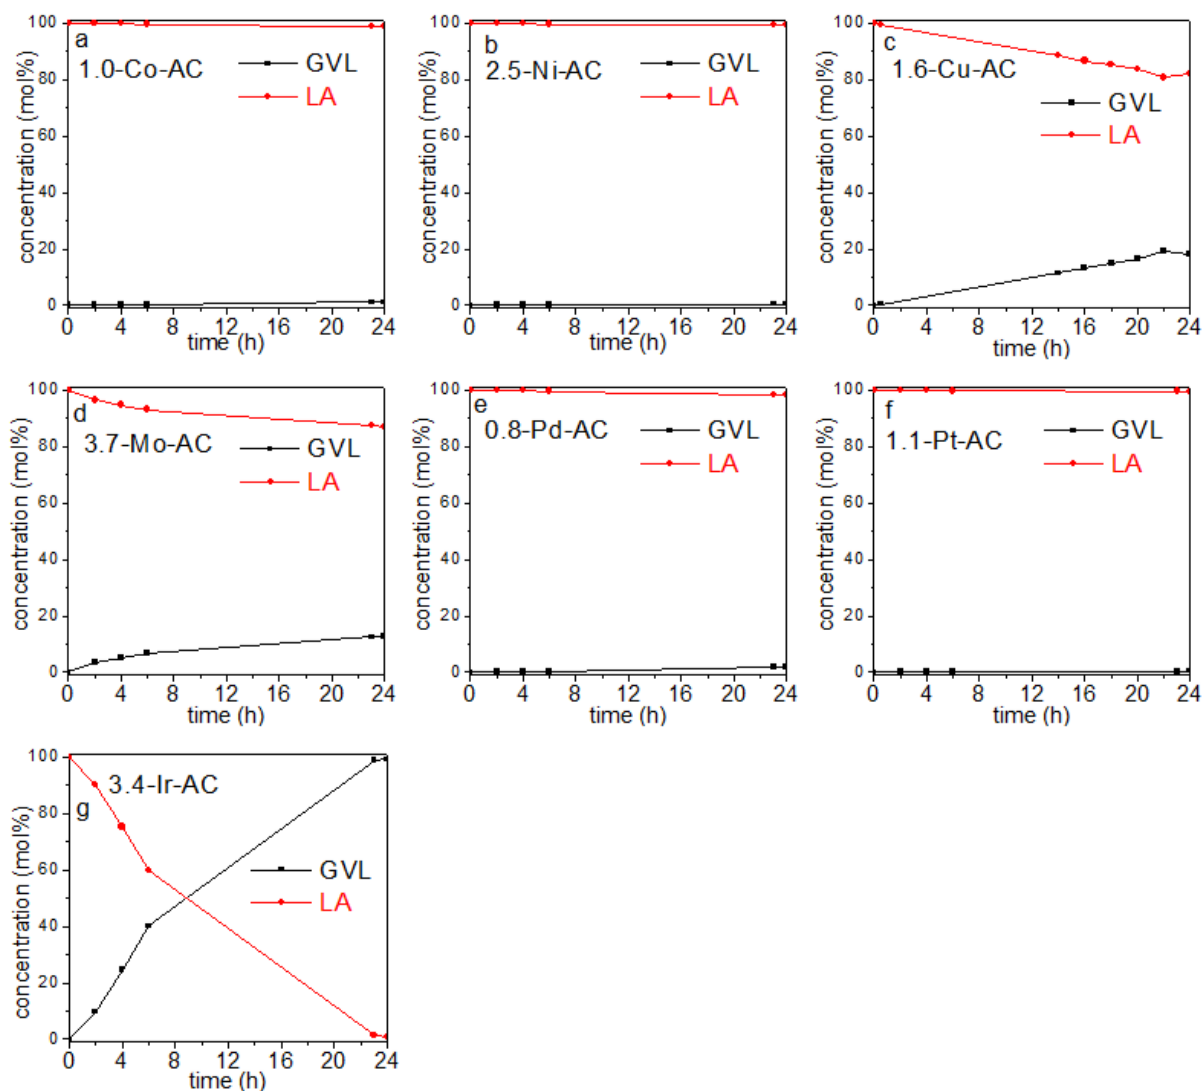 a
1.0-Co-AC
GVL
LA
concentration (mol%)
100
80
60
40
20
0
0 4 8 12 16 20 24
time (h)
b
2.5-Ni-AC
GVL
LA
concentration (mol%)
100
80
60
40
20
0
0 4 8 12 16 20 24
time (h)
c
1.6-Cu-AC
GVL
LA
concentration (mol%)
100
80
60
40
20
0
0 4 8 12 16 20 24
time (h)
d
3.7-Mo-AC
GVL
LA
concentration (mol%)
100
80
60
40
20
0
0 4 8 12 16 20 24
time (h)
e
0.8-Pd-AC
GVL
LA
concentration (mol%)
100
80
60
40
20
0
0 4 8 12 16 20 24
time (h)
f
1.1-Pt-AC
GVL
LA
concentration (mol%)
100
80
60
40
20
0
0 4 8 12 16 20 24
time (h)
3.4-Ir-AC
g
GVL
LA
concentration (mol%)
100
80
60
40
20
0
0 4 8 12 16 20 24
time (h)